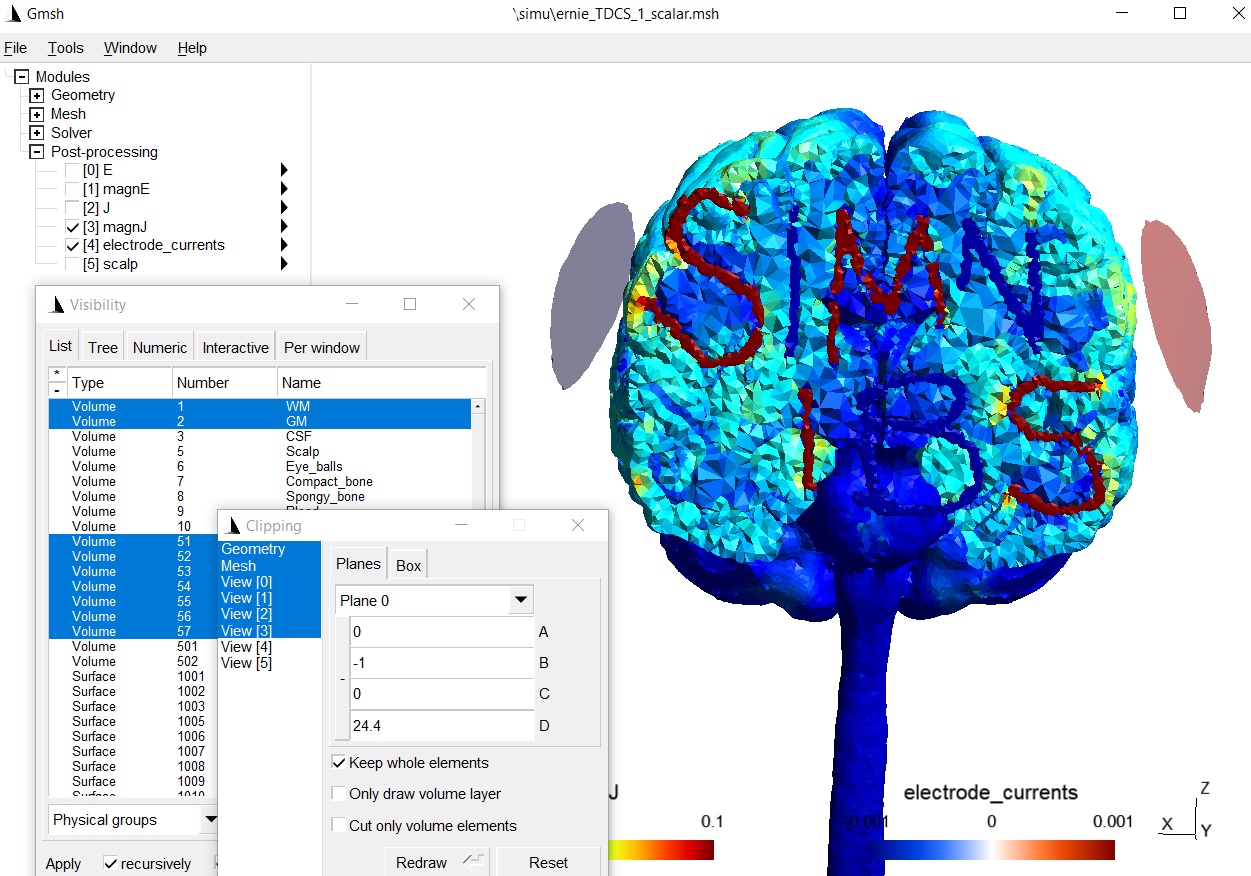 Gmsh
\simu\ernie_TDCS_1_scalar.msh
File Tools Window Help
Modules
Geometry
Mesh
Solver
Post-processing
[0] E
[1] magnE
[2] J
[3] magnJ
[4] electrode_currents
[5] scalp
Visibility
List Tree Numeric Interactive Per window
* Type Number Name
-
Volume 1 WM
Volume 2 GM
Volume 3 CSF
Volume 5 Scalp
Volume 6 Eye_balls
Volume 7 Compact_bone
Volume 8 Spongy_bone
Volume 9
Volume 10
Volume 51
Volume 52
Volume 53
Volume 54
Volume 55
Volume 56
Volume 57
Volume 501
Volume 502
Surface 1001
Surface 1002
Surface 1003
Surface 1005
Surface 1006
Surface 1007
Surface 1008
Surface 1009
Physical groups
Apply recursively
Clipping
Geometry
Mesh
View [0]
View [1]
View [2]
View [3]
View [4]
View [5]
Planes Box
Plane 0
0 A
-1 B
0 C
24.4 D
-
Keep whole elements
Only draw volume layer
Cut only volume elements
Redraw Reset
SIMN
IBS
J
0.1
electrode_currents
-0.001 0 0.001
Z
X
Y